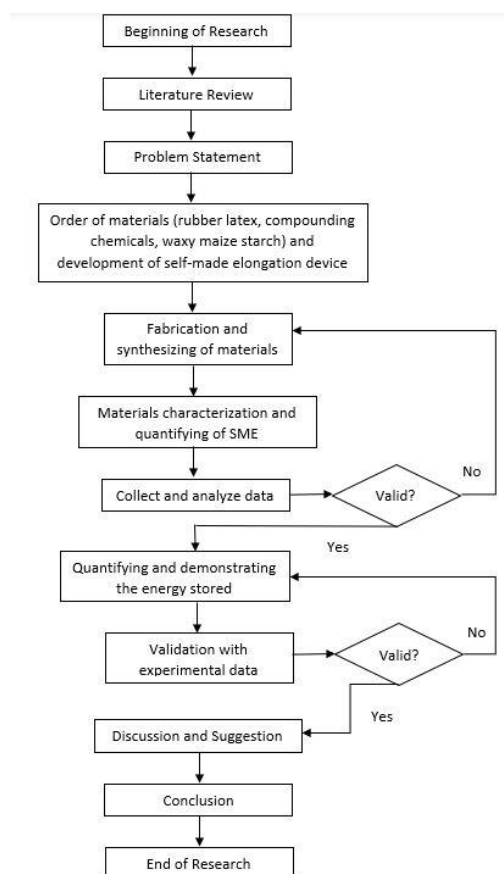 Beginning of Research
Literature Review
Problem Statement
Order of materials (rubber latex, compounding
chemicals, waxy maize starch) and
development of self-made elongation device
Fabrication and
synthesizing of materials
Materials characterization and
quantifying of SME
No
Collect and analyze data
Valid?
Yes
Quantifying and demonstrating
the energy stored
No
Validation with
experimental data
Valid?
Yes
Discussion and Suggestion
Conclusion
End of Research